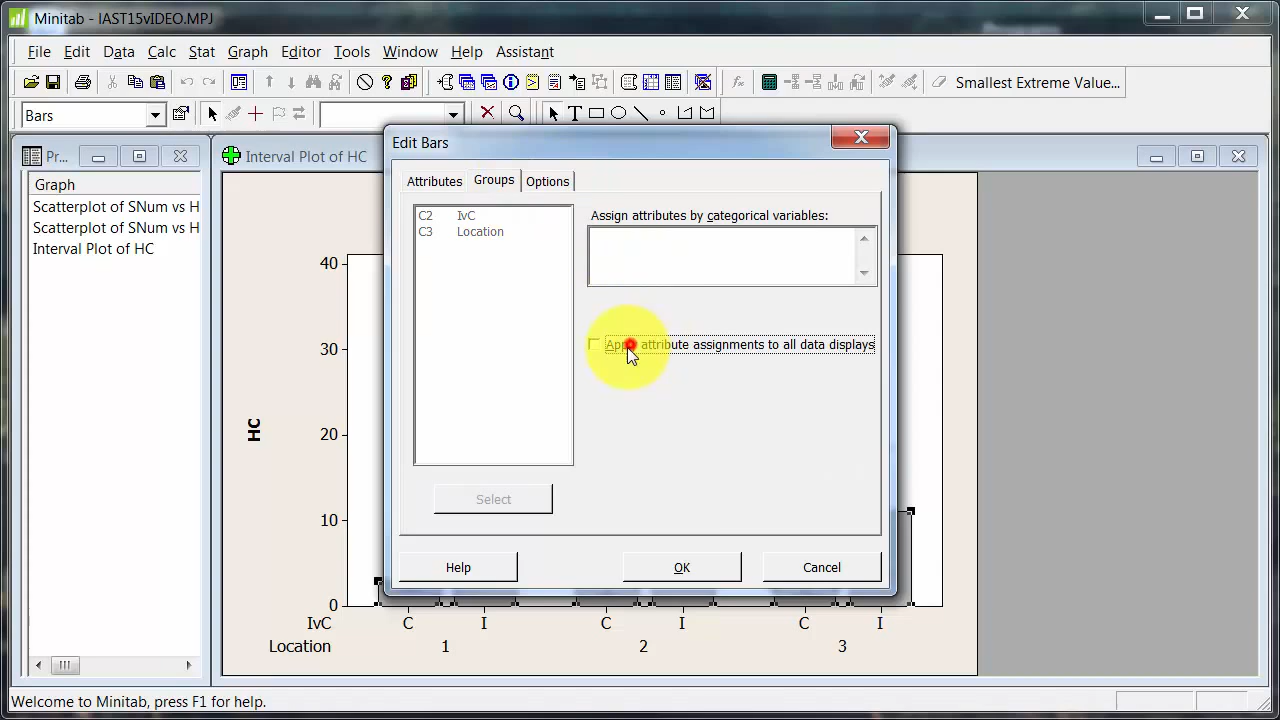 Minitab - IAST15vIDEO.MPJ
File Edit Data Calc Stat Graph Editor Tools Window Help Assistant
Smallest Extreme Value...
Bars
Pr...
Interval Plot of HC
Edit Bars
Graph
Scatterplot of SNum vs H
Scatterplot of SNum vs H
Interval Plot of HC
Attributes Groups Options
C2 IvC
C3 Location
Assign attributes by categorical variables:
attribute assignments to all data displays
Select
Help OK Cancel
HC
40
30
20
10
0
IvC C I C I C I
Location 1 2 3
Welcome to Minitab, press F1 for help.